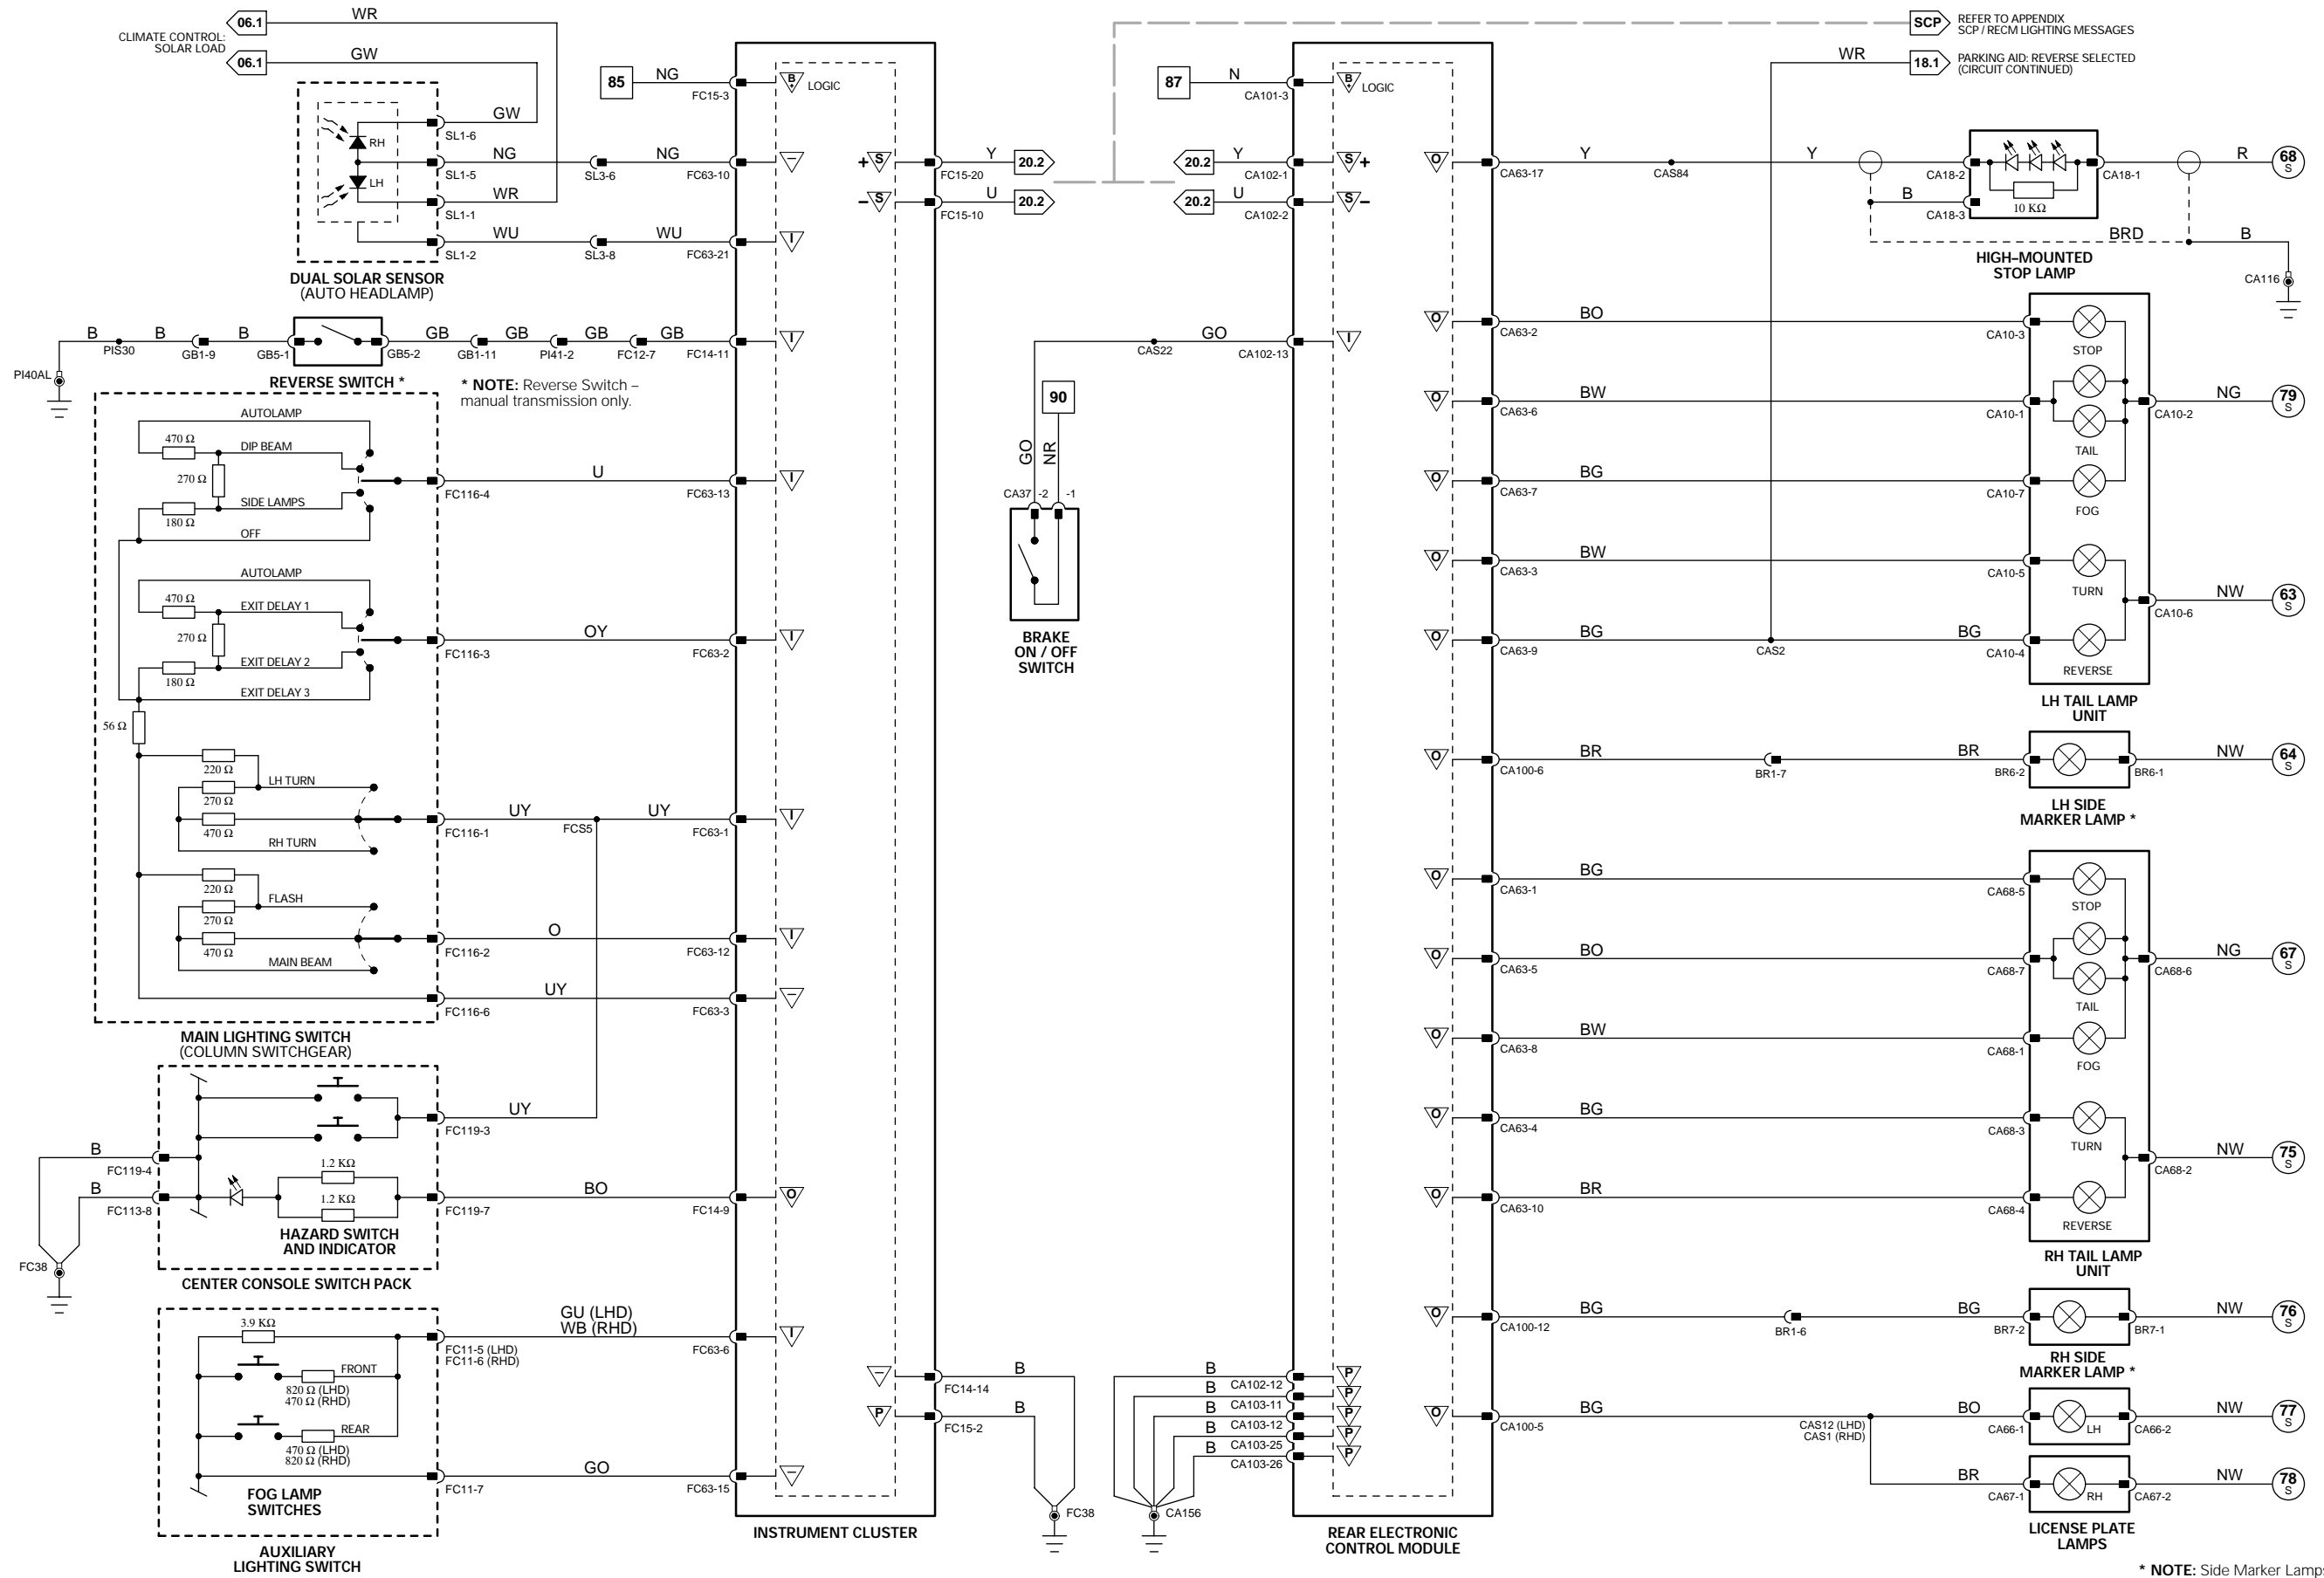 06.1
WR
CLIMATE CONTROL:
SOLAR LOAD
06.1
GW
RH
LH
GW
SL1-6
NG
SL1-5
SL3-6
NG
FC63-10
WR
SL1-1
WU
SL1-2
SL3-8
WU
FC63-21
DUAL SOLAR SENSOR
(AUTO HEADLAMP)
85
NG
FC15-3
B+
LOGIC
+
S
Y
FC15-20
20.2
–
S
U
FC15-10
20.2
I
PI40AL
B
PIS30
B
GB1-9
B
GB5-1
GB5-2
GB
GB1-11
GB
PI41-2
GB
FC12-7
GB
FC14-11
I
REVERSE SWITCH *
* NOTE: Reverse Switch –
manual transmission only.
AUTOLAMP
470 Ω
DIP BEAM
270 Ω
SIDE LAMPS
180 Ω
OFF
U
FC116-4
FC63-13
I
AUTOLAMP
470 Ω
EXIT DELAY 1
270 Ω
EXIT DELAY 2
180 Ω
EXIT DELAY 3
OY
FC116-3
FC63-2
I
56 Ω
220 Ω
LH TURN
270 Ω
470 Ω
RH TURN
UY
FC116-1
FCS5
UY
FC63-1
I
220 Ω
FLASH
270 Ω
470 Ω
MAIN BEAM
O
FC116-2
FC63-12
I
UY
FC116-6
FC63-3
MAIN LIGHTING SWITCH
(COLUMN SWITCHGEAR)
UY
FC119-3
B
FC119-4
B
FC113-8
1.2 KΩ
1.2 KΩ
BO
FC119-7
FC14-9
O
HAZARD SWITCH
AND INDICATOR
FC38
CENTER CONSOLE SWITCH PACK
3.9 KΩ
GU (LHD)
WB (RHD)
FC11-5 (LHD)
FC11-6 (RHD)
FC63-6
I
FRONT
820 Ω (LHD)
470 Ω (RHD)
REAR
470 Ω (LHD)
820 Ω (RHD)
GO
FC11-7
FC63-15
FOG LAMP
SWITCHES
AUXILIARY
LIGHTING SWITCH
B
FC14-14
P
B
FC15-2
FC38
INSTRUMENT CLUSTER
SCP
REFER TO APPENDIX
SCP / RECM LIGHTING MESSAGES
WR
18.1
PARKING AID: REVERSE SELECTED
(CIRCUIT CONTINUED)
87
N
CA101-3
B+
LOGIC
20.2
Y
CA102-1
S
+
20.2
U
CA102-2
S
–
GO
CAS22
CA102-13
I
90
GO
NR
CA37
-2
-1
BRAKE
ON / OFF
SWITCH
B
CA102-12
P
B
CA103-11
P
B
CA103-12
P
B
CA103-25
P
B
CA103-26
P
CA156
REAR ELECTRONIC
CONTROL MODULE
O
CA63-17
Y
CAS84
Y
CA18-2
CA18-1
R
68
S
B
CA18-3
10 KΩ
BRD
B
CA116
HIGH–MOUNTED
STOP LAMP
O
CA63-2
BO
CA10-3
STOP
O
CA63-6
BW
CA10-1
TAIL
CA10-2
NG
79
S
O
CA63-7
BG
CA10-7
FOG
O
CA63-3
BW
CA10-5
TURN
CA10-6
NW
63
S
O
CA63-9
BG
CAS2
BG
CA10-4
REVERSE
LH TAIL LAMP
UNIT
O
CA100-6
BR
BR1-7
BR
BR6-2
BR6-1
NW
64
S
LH SIDE
MARKER LAMP *
O
CA63-1
BG
CA68-5
STOP
O
CA63-5
BO
CA68-7
TAIL
CA68-6
NG
67
S
O
CA63-8
BW
CA68-1
FOG
O
CA63-4
BG
CA68-3
TURN
CA68-2
NW
75
S
O
CA63-10
BR
CA68-4
REVERSE
RH TAIL LAMP
UNIT
O
CA100-12
BG
BR1-6
BG
BR7-2
BR7-1
NW
76
S
RH SIDE
MARKER LAMP *
O
CA100-5
BG
CAS12 (LHD)
CAS1 (RHD)
BO
CA66-1
LH
CA66-2
NW
77
S
BR
CA67-1
RH
CA67-2
NW
78
S
LICENSE PLATE
LAMPS
* NOTE: Side Marker Lamp